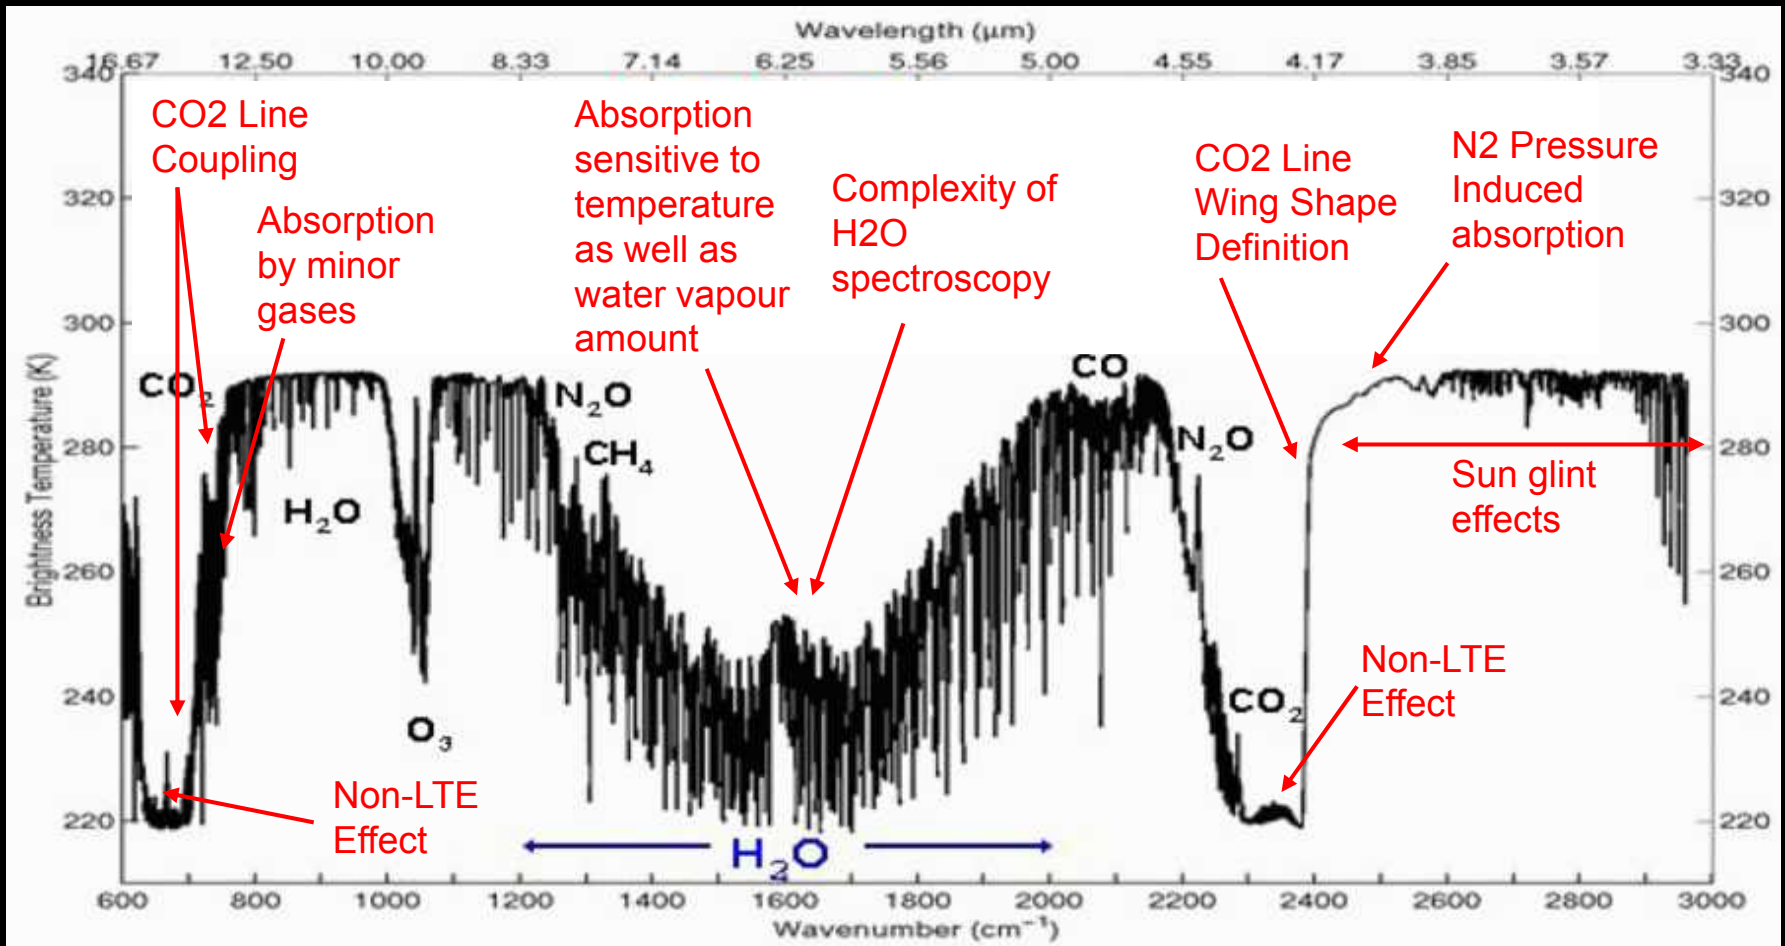 Wavelength (μm)
16.67 12.50 10.00 8.33 7.14 6.25 5.56 5.00 4.55 4.17 3.85 3.57 3.33
340 340
320 320
300 300
280 280
260 260
240 240
220 220
Brightness Temperature (K)
CO2 Line
Coupling
Absorption
by minor
gases
Absorption
sensitive to
temperature
as well as
water vapour
amount
Complexity of
H2O
spectroscopy
CO2 Line
Wing Shape
Definition
N2 Pressure
Induced
absorption
CO₂
H₂O
O₃
N₂O
CH₄
CO
N₂O
CO₂
Sun glint
effects
Non-LTE
Effect
Non-LTE
Effect
H₂O
600 800 1000 1200 1400 1600 1800 2000 2200 2400 2600 2800 3000
Wavenumber (cm⁻¹)